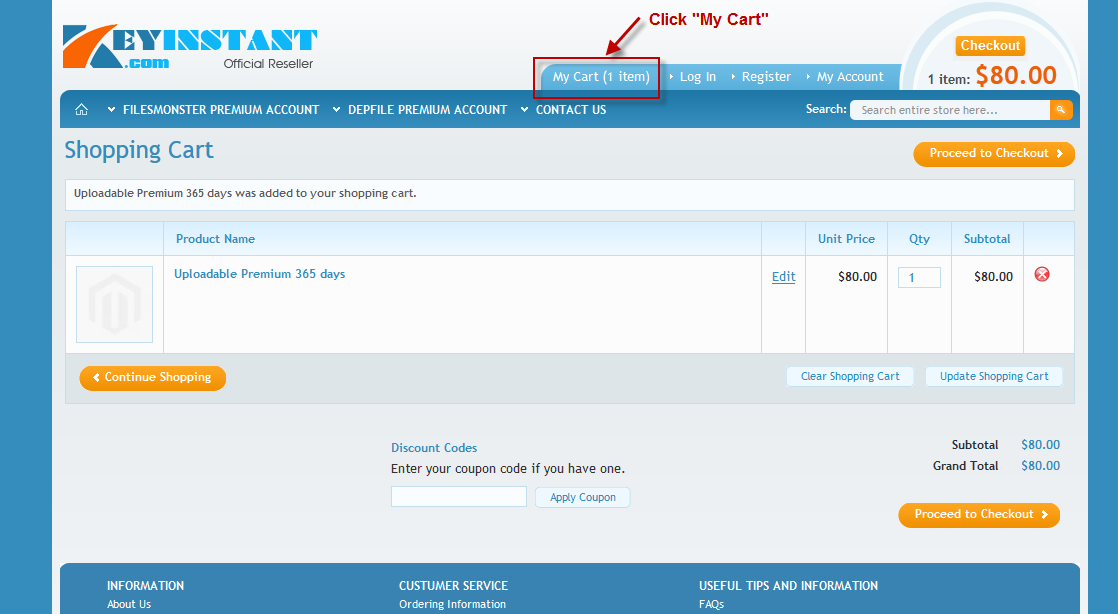 Click "My Cart"
KEYINSTANT
.com
Official Reseller
Checkout
1 item: $80.00
My Cart (1 item) Log In Register My Account
FILESMONSTER PREMIUM ACCOUNT DEPFILE PREMIUM ACCOUNT CONTACT US Search: Search entire store here...
Shopping Cart
Proceed to Checkout
Uploadable Premium 365 days was added to your shopping cart.
Product Name Unit Price Qty Subtotal
Uploadable Premium 365 days Edit $80.00 1 $80.00
Continue Shopping Clear Shopping Cart Update Shopping Cart
Discount Codes
Enter your coupon code if you have one.
Apply Coupon
Subtotal $80.00
Grand Total $80.00
Proceed to Checkout
INFORMATION CUSTUMER SERVICE USEFUL TIPS AND INFORMATION
About Us Ordering Information FAQs